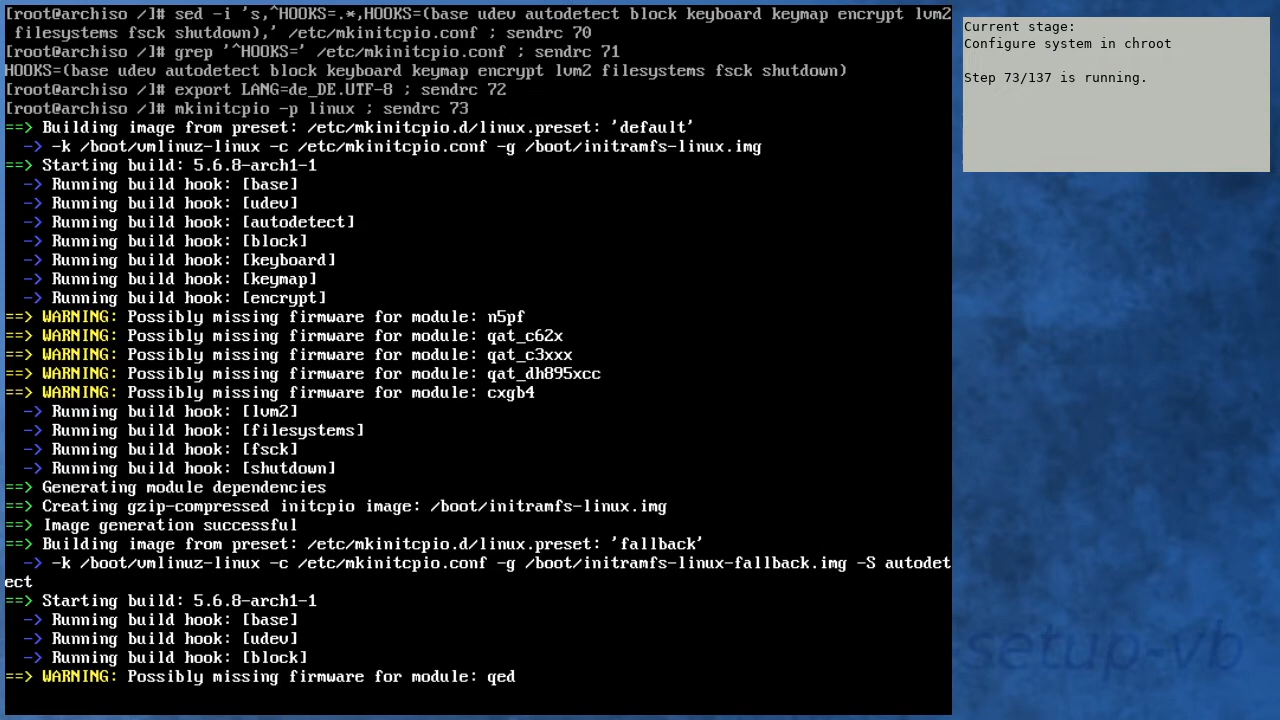 [root@archiso /]# sed -i 's,^HOOKS=.*,HOOKS=(base udev autodetect block keyboard keymap encrypt lvm2
 filesystems fsck shutdown),' /etc/mkinitcpio.conf ; sendrc 70
[root@archiso /]# grep '^HOOKS=' /etc/mkinitcpio.conf ; sendrc 71
HOOKS=(base udev autodetect block keyboard keymap encrypt lvm2 filesystems fsck shutdown)
[root@archiso /]# export LANG=de_DE.UTF-8 ; sendrc 72
[root@archiso /]# mkinitcpio -p linux ; sendrc 73
==> Building image from preset: /etc/mkinitcpio.d/linux.preset: 'default'
  -> -k /boot/vmlinuz-linux -c /etc/mkinitcpio.conf -g /boot/initramfs-linux.img
==> Starting build: 5.6.8-arch1-1
  -> Running build hook: [base]
  -> Running build hook: [udev]
  -> Running build hook: [autodetect]
  -> Running build hook: [block]
  -> Running build hook: [keyboard]
  -> Running build hook: [keymap]
  -> Running build hook: [encrypt]
==> WARNING: Possibly missing firmware for module: n5pf
==> WARNING: Possibly missing firmware for module: qat_c62x
==> WARNING: Possibly missing firmware for module: qat_c3xxx
==> WARNING: Possibly missing firmware for module: qat_dh895xcc
==> WARNING: Possibly missing firmware for module: cxgb4
  -> Running build hook: [lvm2]
  -> Running build hook: [filesystems]
  -> Running build hook: [fsck]
  -> Running build hook: [shutdown]
==> Generating module dependencies
==> Creating gzip-compressed initcpio image: /boot/initramfs-linux.img
==> Image generation successful
==> Building image from preset: /etc/mkinitcpio.d/linux.preset: 'fallback'
  -> -k /boot/vmlinuz-linux -c /etc/mkinitcpio.conf -g /boot/initramfs-linux-fallback.img -S autodet
ect
==> Starting build: 5.6.8-arch1-1
  -> Running build hook: [base]
  -> Running build hook: [udev]
  -> Running build hook: [block]
==> WARNING: Possibly missing firmware for module: qed
Current stage:
Configure system in chroot
Step 73/137 is running.
setup-vb